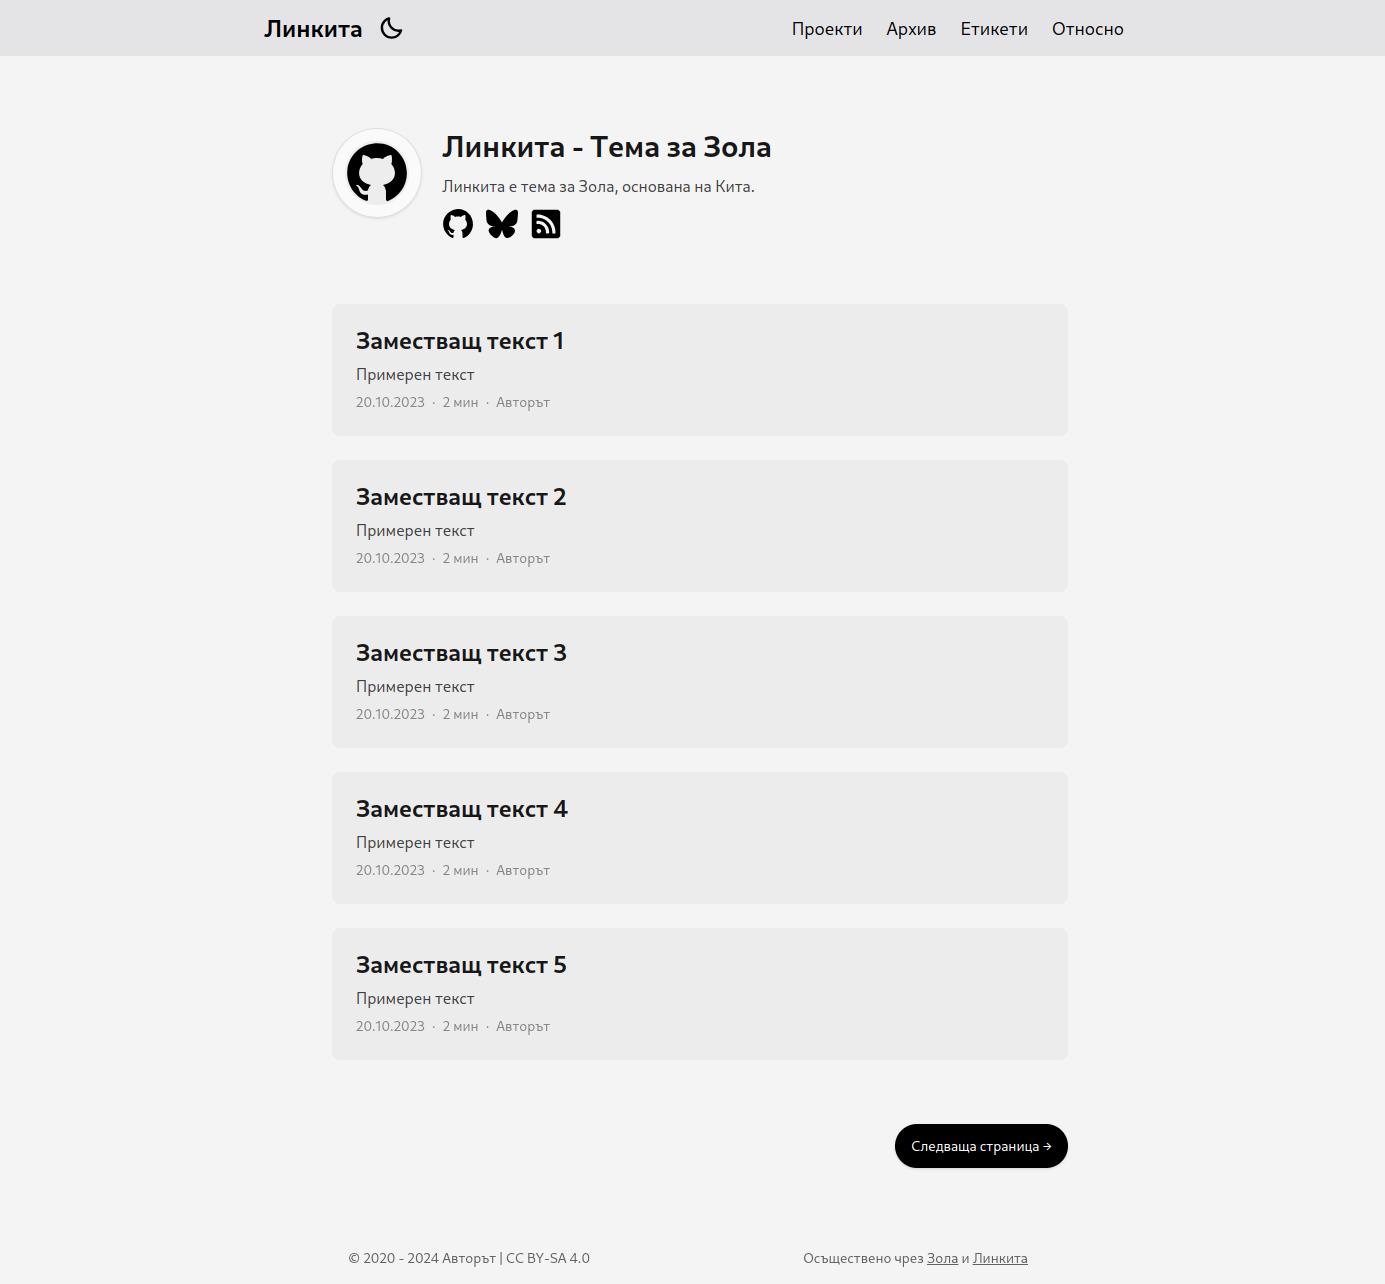 Линкита
Проекти Архив Етикети Относно
Линкита - Тема за Зола
Линкита е тема за Зола, основана на Кита.
Заместващ текст 1
Примерен текст
20.10.2023 · 2 мин · Авторът
Заместващ текст 2
Примерен текст
20.10.2023 · 2 мин · Авторът
Заместващ текст 3
Примерен текст
20.10.2023 · 2 мин · Авторът
Заместващ текст 4
Примерен текст
20.10.2023 · 2 мин · Авторът
Заместващ текст 5
Примерен текст
20.10.2023 · 2 мин · Авторът
Следваща страница →
© 2020 - 2024 Авторът | CC BY-SA 4.0
Осъществено чрез Зола и Линкита